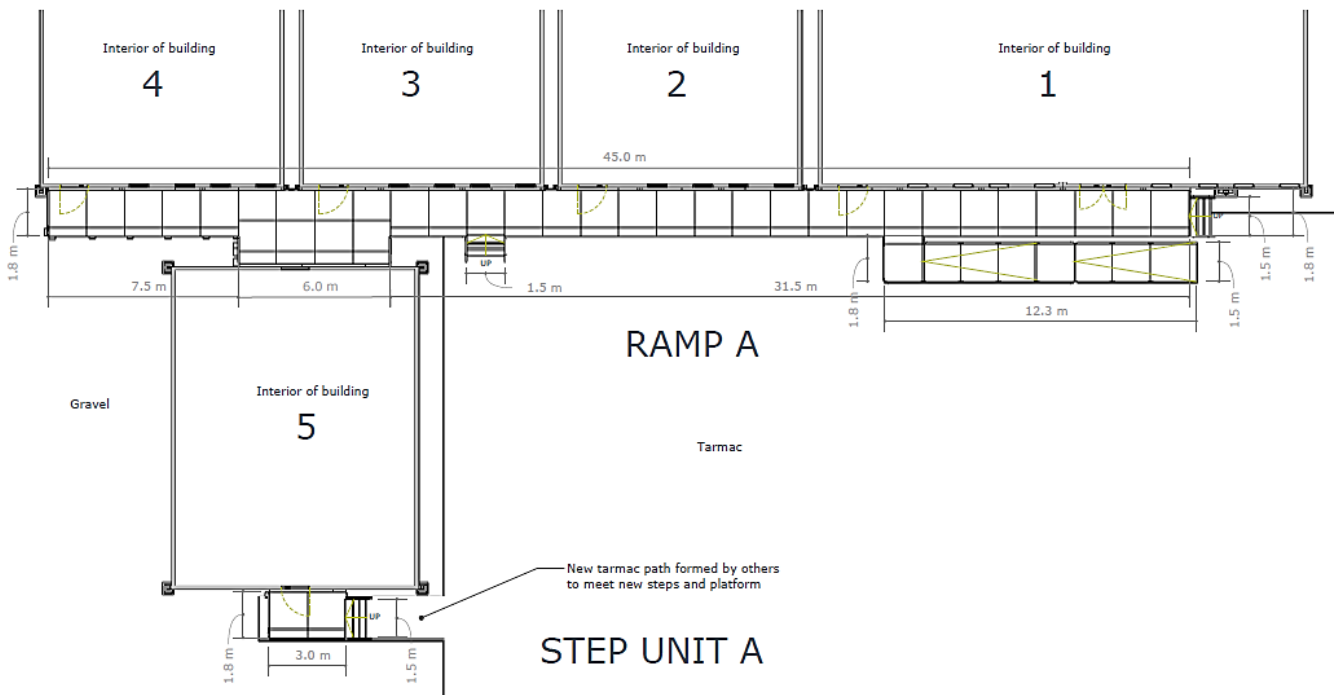 Interior of building
4
Interior of building
3
Interior of building
2
Interior of building
1
45.0 m
UP
1.8 m
UP
1.5 m
1.8 m
7.5 m
6.0 m
1.5 m
31.5 m
1.8 m
12.3 m
1.5 m
RAMP A
Interior of building
5
Gravel
Tarmac
New tarmac path formed by others
to meet new steps and platform
UP
1.8 m
3.0 m
1.5 m
STEP UNIT A